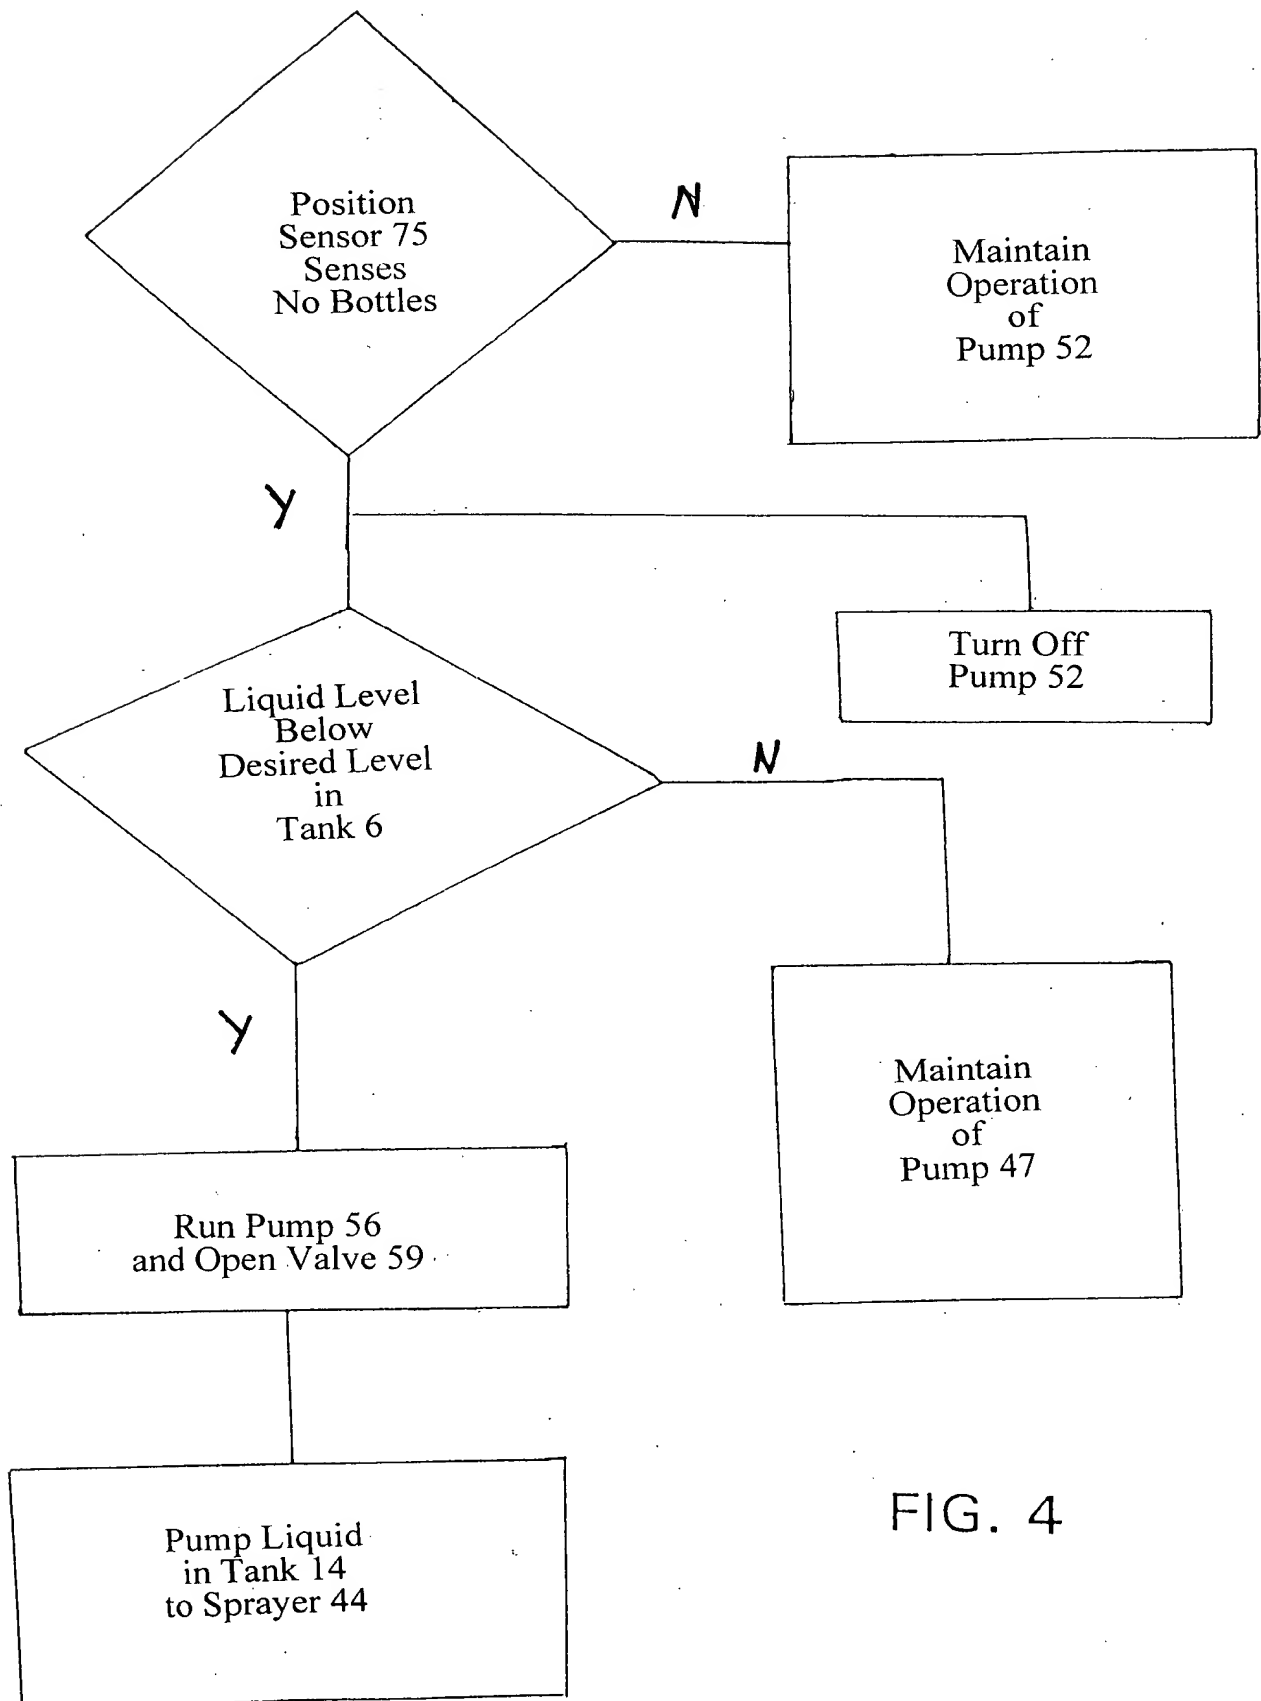 Position
Sensor 75
Senses
No Bottles
N
Maintain
Operation
of
Pump 52
Y
Turn Off
Pump 52
Liquid Level
Below
Desired Level
in
Tank 6
N
Y
Maintain
Operation
of
Pump 47
Run Pump 56
and Open Valve 59
Pump Liquid
in Tank 14
to Sprayer 44
FIG. 4